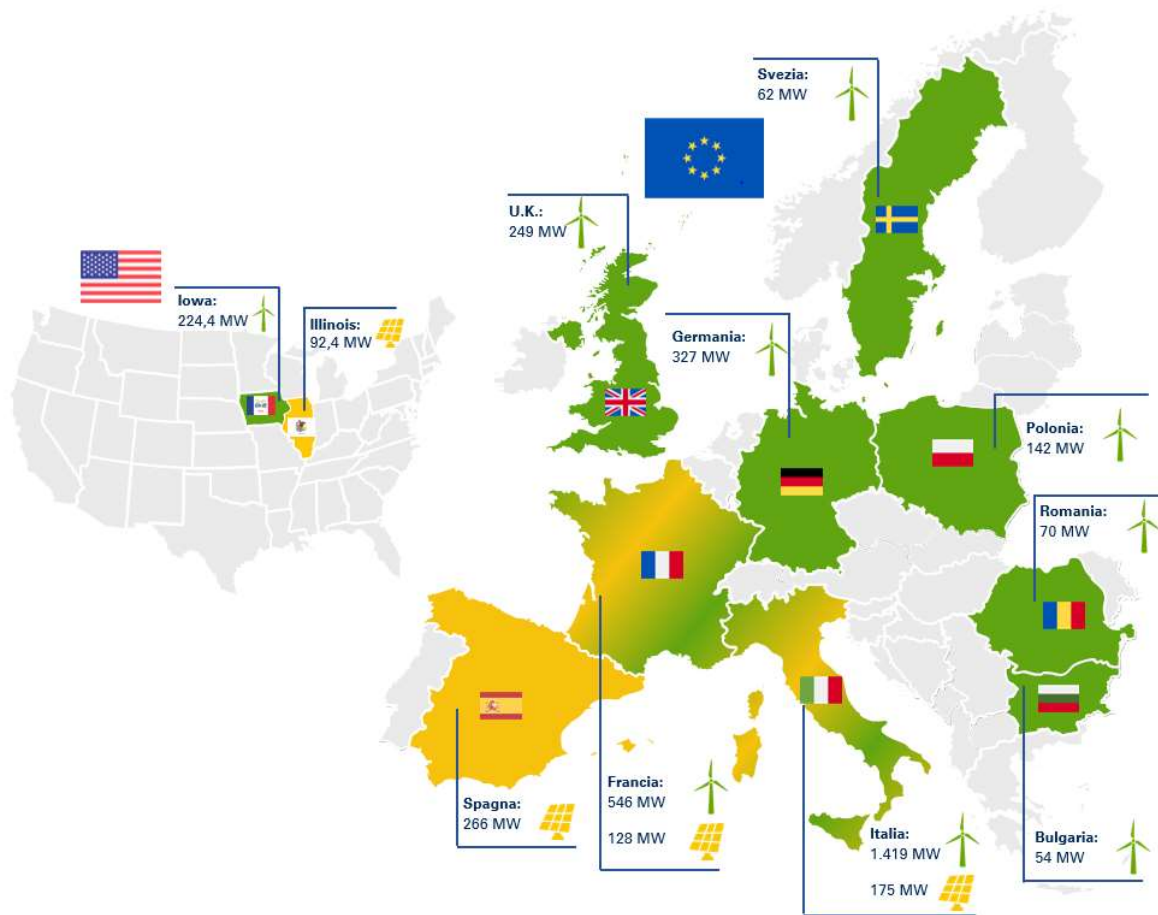 Svezia:
62 MW
U.K.:
249 MW
Iowa:
224,4 MW
Illinois:
92,4 MW
Germania:
327 MW
Polonia:
142 MW
Romania:
70 MW
Spagna:
266 MW
Francia:
546 MW
128 MW
Italia:
1.419 MW
175 MW
Bulgaria:
54 MW